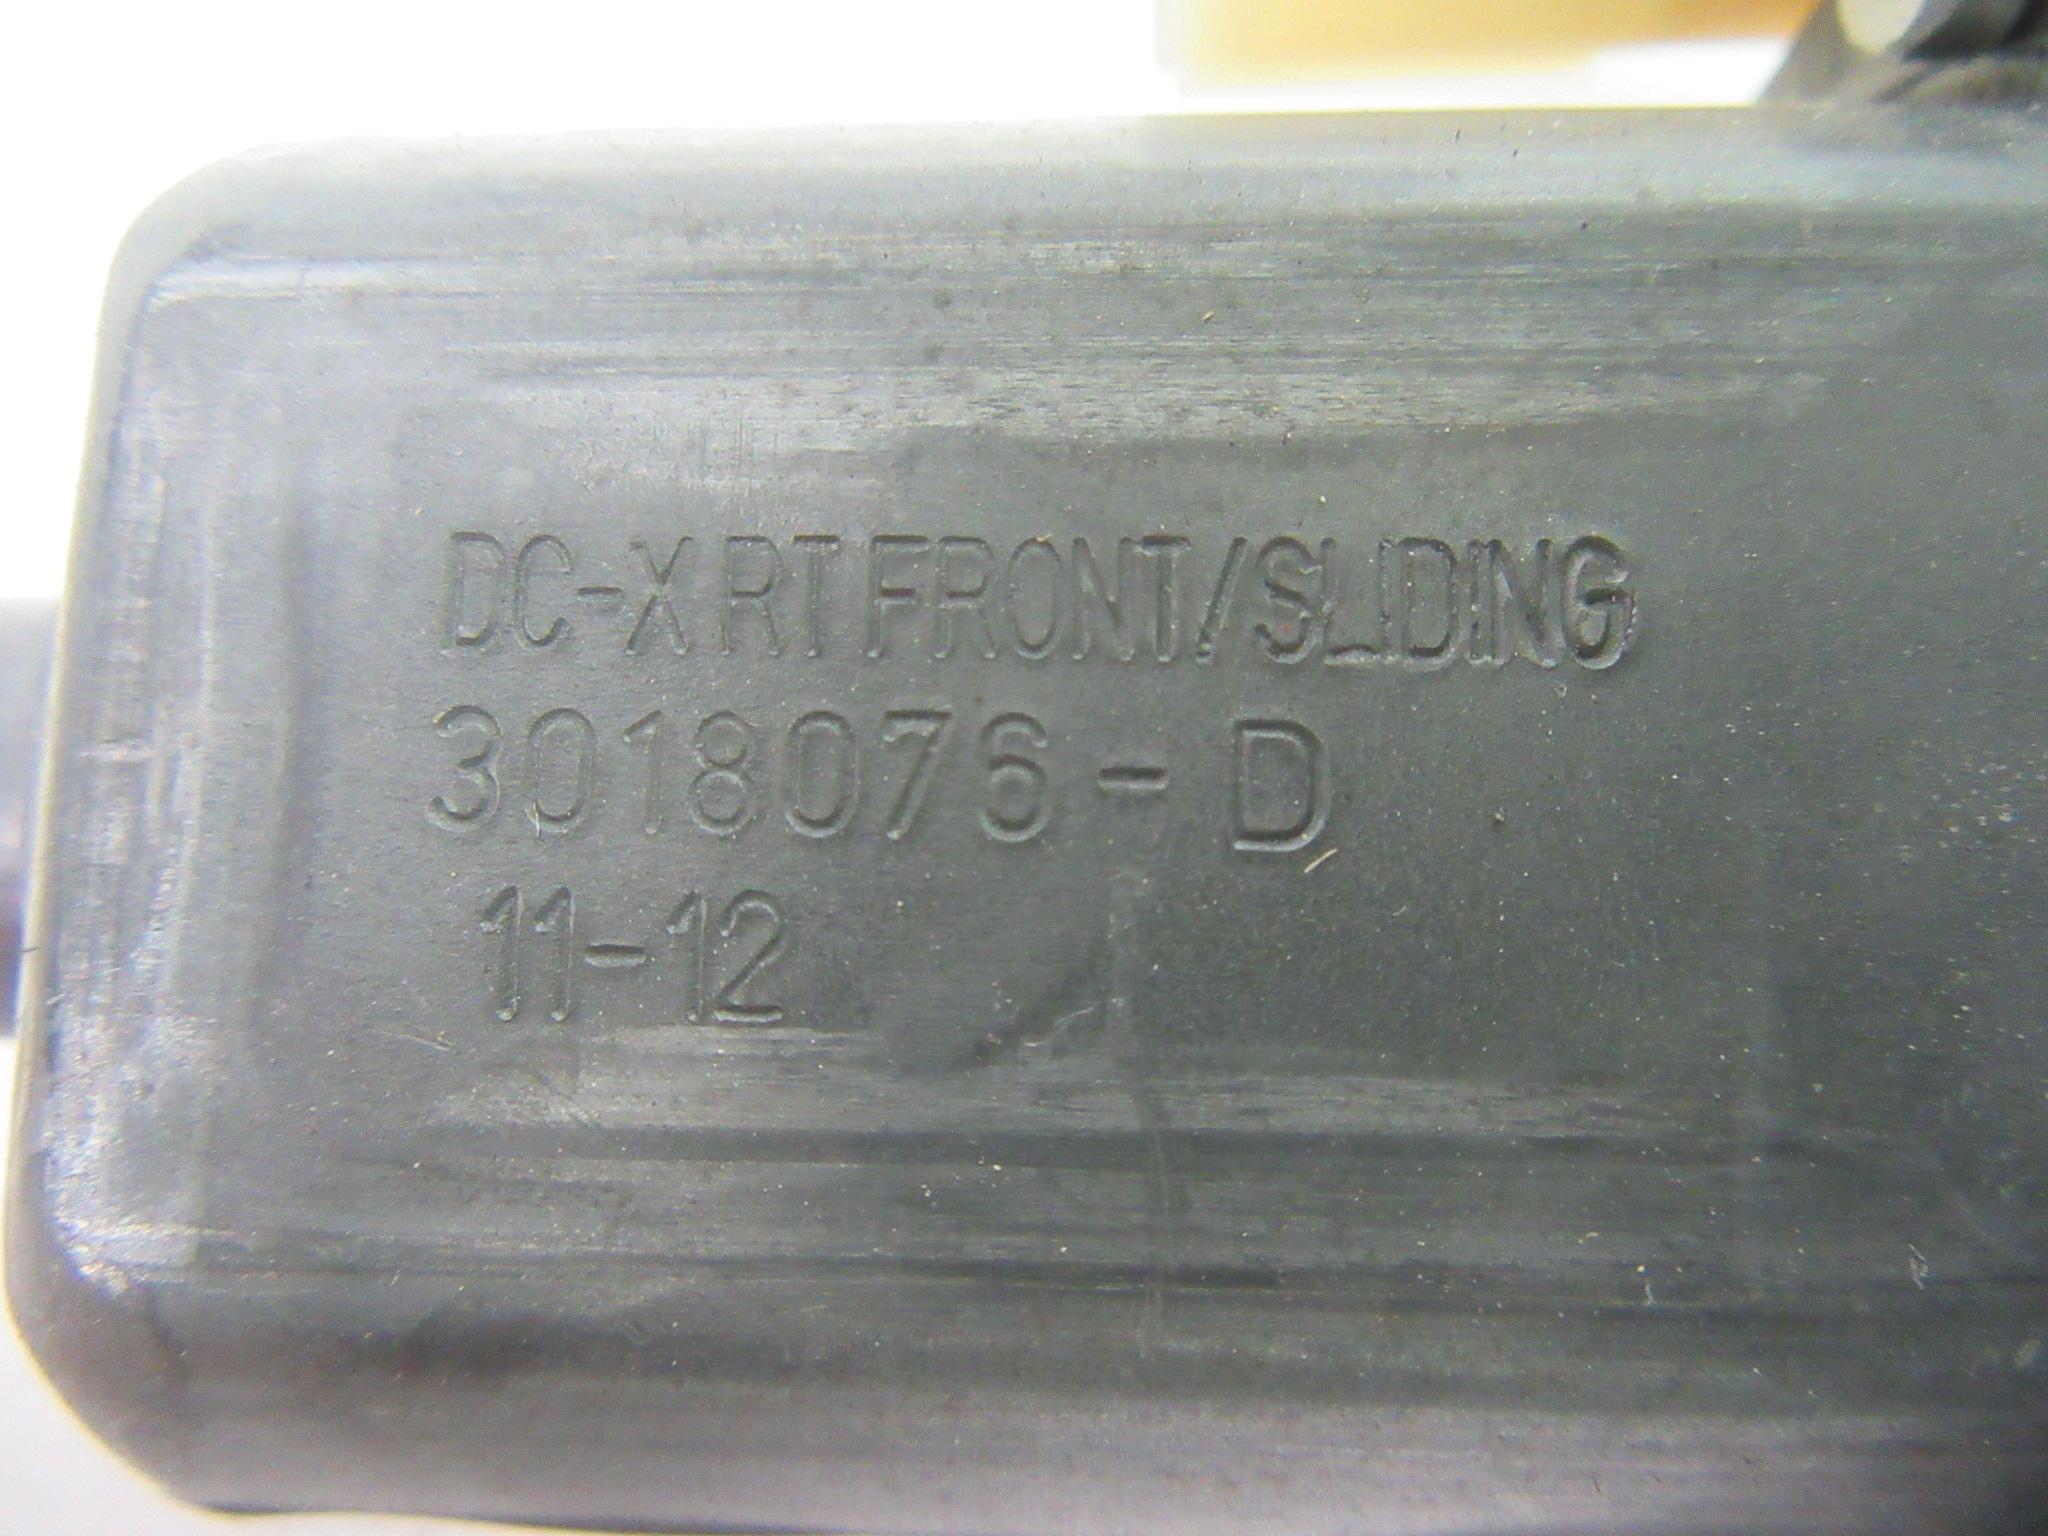 DC-X RT FRONT/SLIDING
3018076-D
11-12